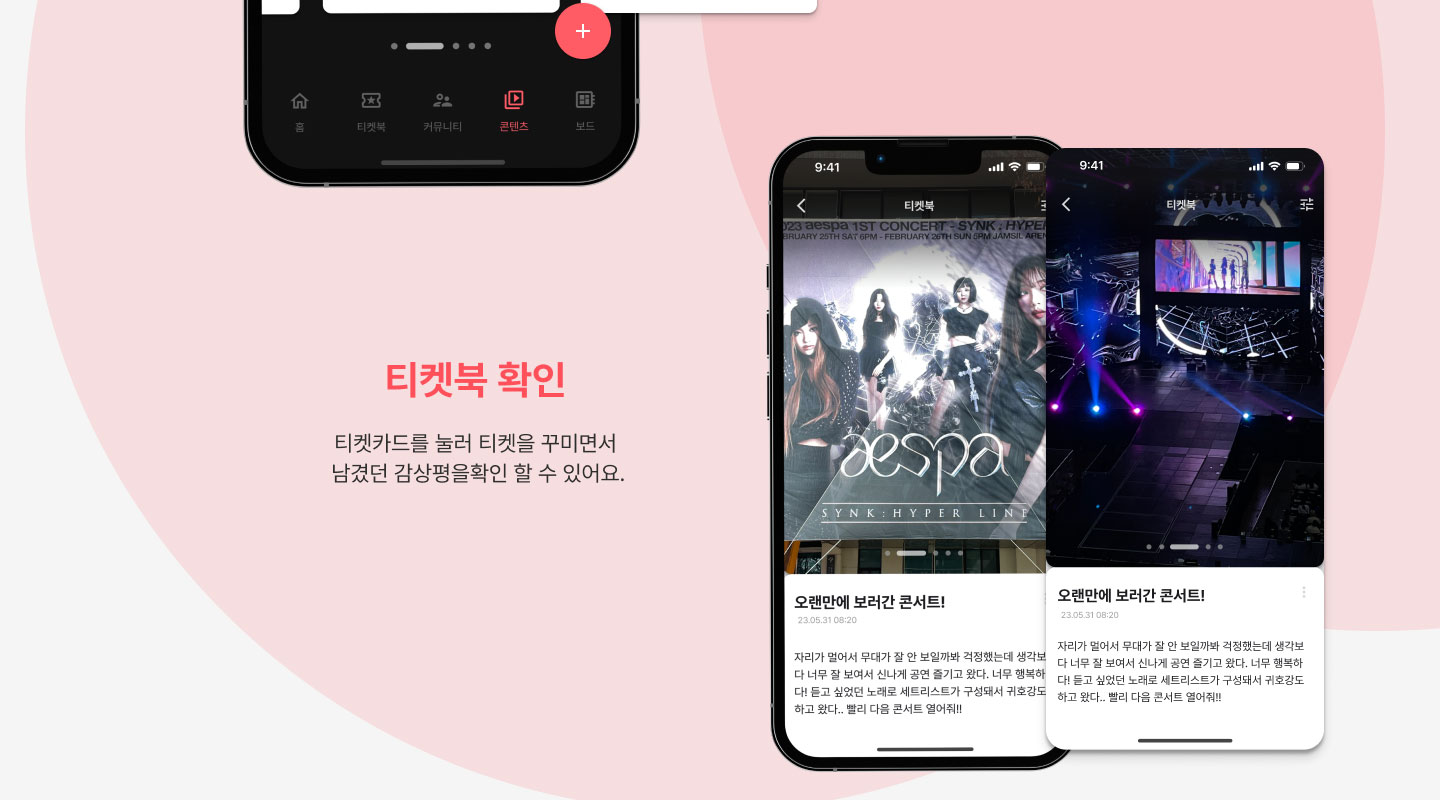 홈
티켓북
커뮤니티
콘텐츠
보드
티켓북 확인
티켓카드를 눌러 티켓을 꾸미면서
남겼던 감상평을확인 할 수 있어요.
9:41
티켓북
aespa 1ST CONCERT - SYNK : HYPER
25TH SAT 6PM - FEBRUARY 26TH SUN 5PM JAMSIL
aespa
SYNK : HYPER LINE
오랜만에 보러간 콘서트!
23.05.31 08:20
자리가 멀어서 무대가 잘 안 보일까봐 걱정했는데 생각보
다 너무 잘 보여서 신나게 공연 즐기고 왔다. 너무 행복하
다! 듣고 싶었던 노래로 세트리스트가 구성돼서 귀호강도
하고 왔다.. 빨리 다음 콘서트 열어줘!!
9:41
티켓북
오랜만에 보러간 콘서트!
23.05.31 08:20
자리가 멀어서 무대가 잘 안 보일까봐 걱정했는데 생각보
다 너무 잘 보여서 신나게 공연 즐기고 왔다. 너무 행복하
다! 듣고 싶었던 노래로 세트리스트가 구성돼서 귀호강도
하고 왔다.. 빨리 다음 콘서트 열어줘!!